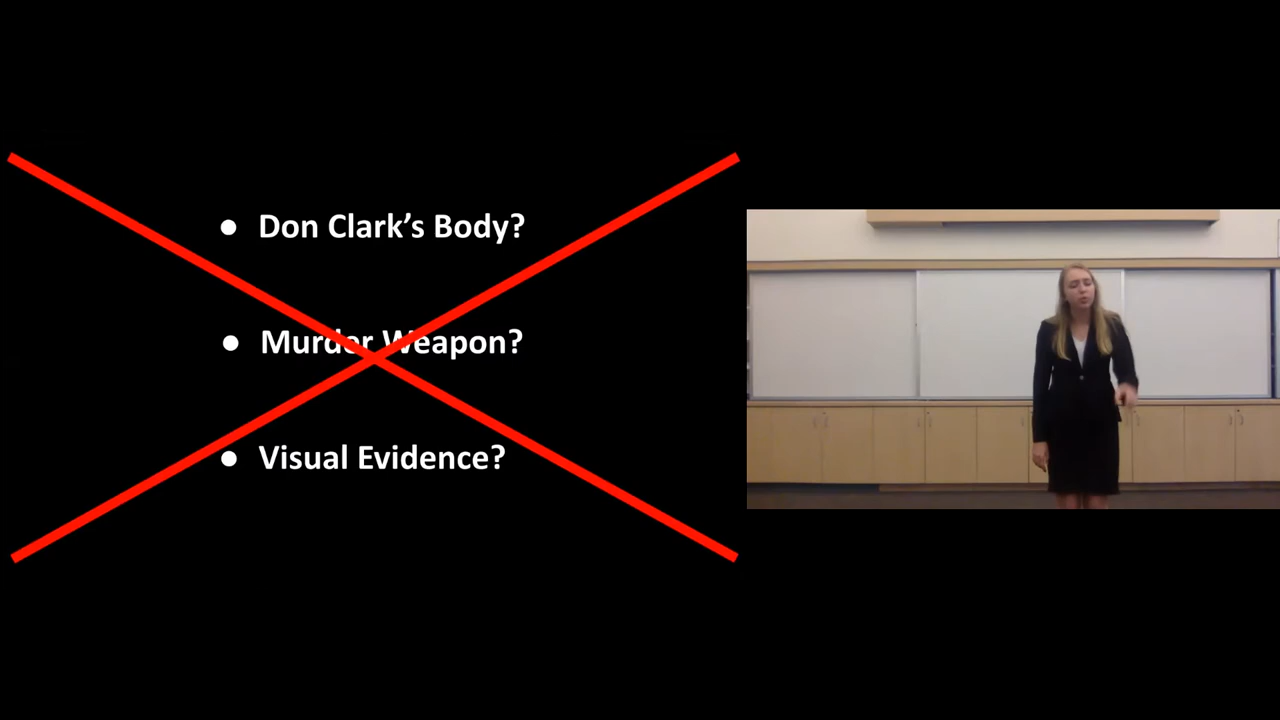 ● Don Clark’s Body?
● Murder Weapon?
● Visual Evidence?